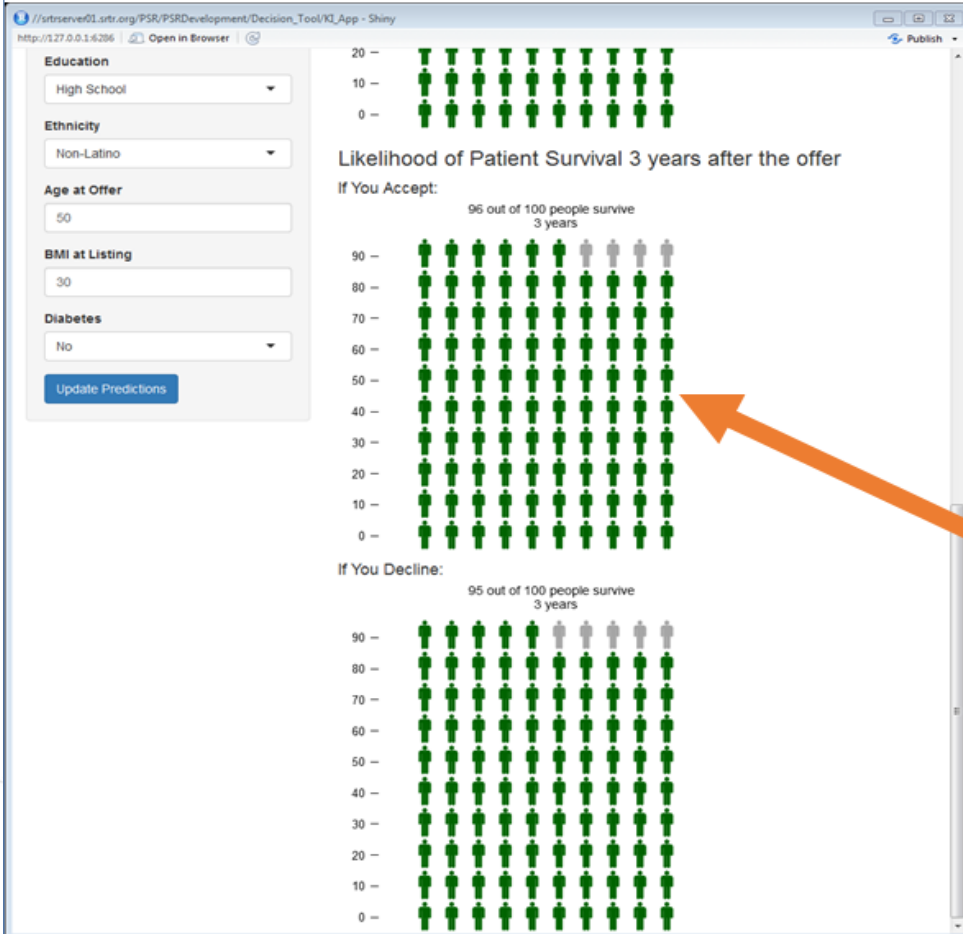 //srtrserver01.srtr.org/PSR/PSRDevelopment/Decision_Tool/KI_App - Shiny
http://127.0.0.1:6286 Open in Browser Publish
Education
High School
Ethnicity
Non-Latino
Age at Offer
50
BMI at Listing
30
Diabetes
No
Update Predictions
20
10
0
Likelihood of Patient Survival 3 years after the offer
If You Accept:
96 out of 100 people survive
3 years
90
80
70
60
50
40
30
20
10
0
If You Decline:
95 out of 100 people survive
3 years
90
80
70
60
50
40
30
20
10
0